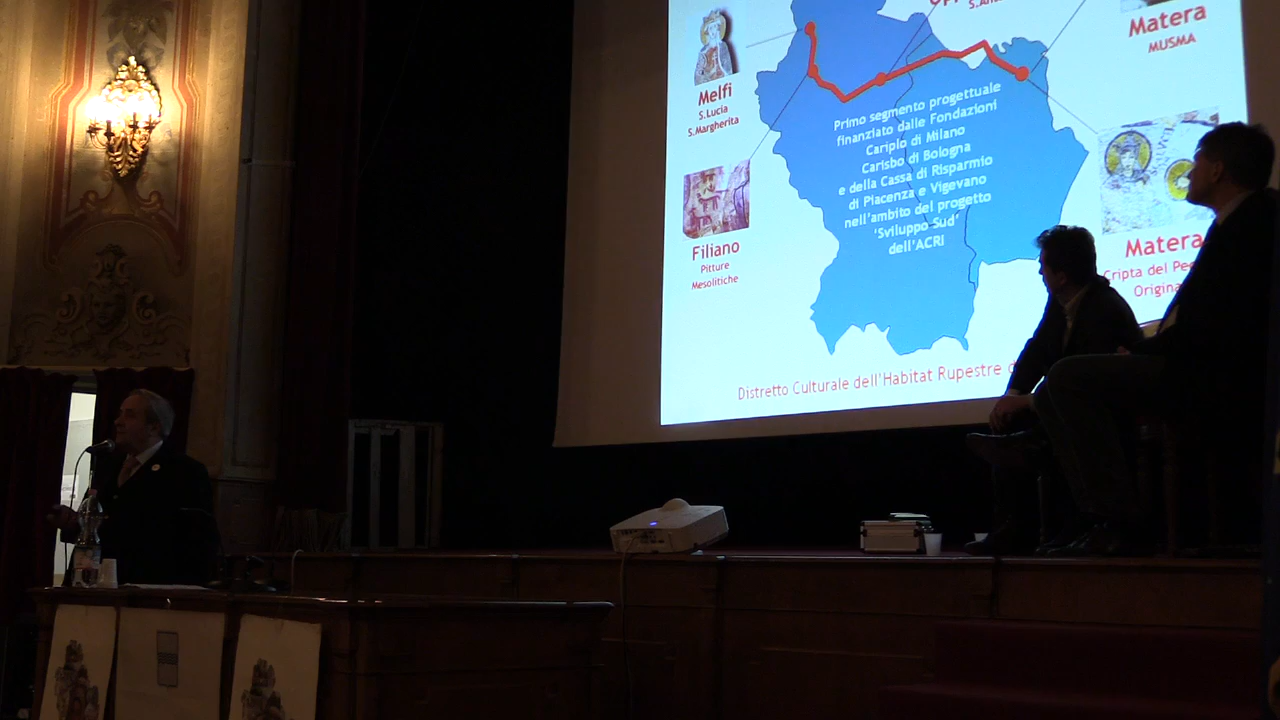 S.An
Matera
MUSMA
Melfi
S.Lucia
S.Margherita
Primo segmento progettuale
finanziato dalle Fondazioni
Cariplo di Milano
Carisbo di Bologna
e della Cassa di Risparmio
di Piacenza e Vigevano
nell'ambito del progetto
'Sviluppo Sud'
dell'ACRI
Filiano
Pitture
Mesolitiche
Matera
Cripta del Pec
Origina
Distretto Culturale dell'Habitat Rupestre d